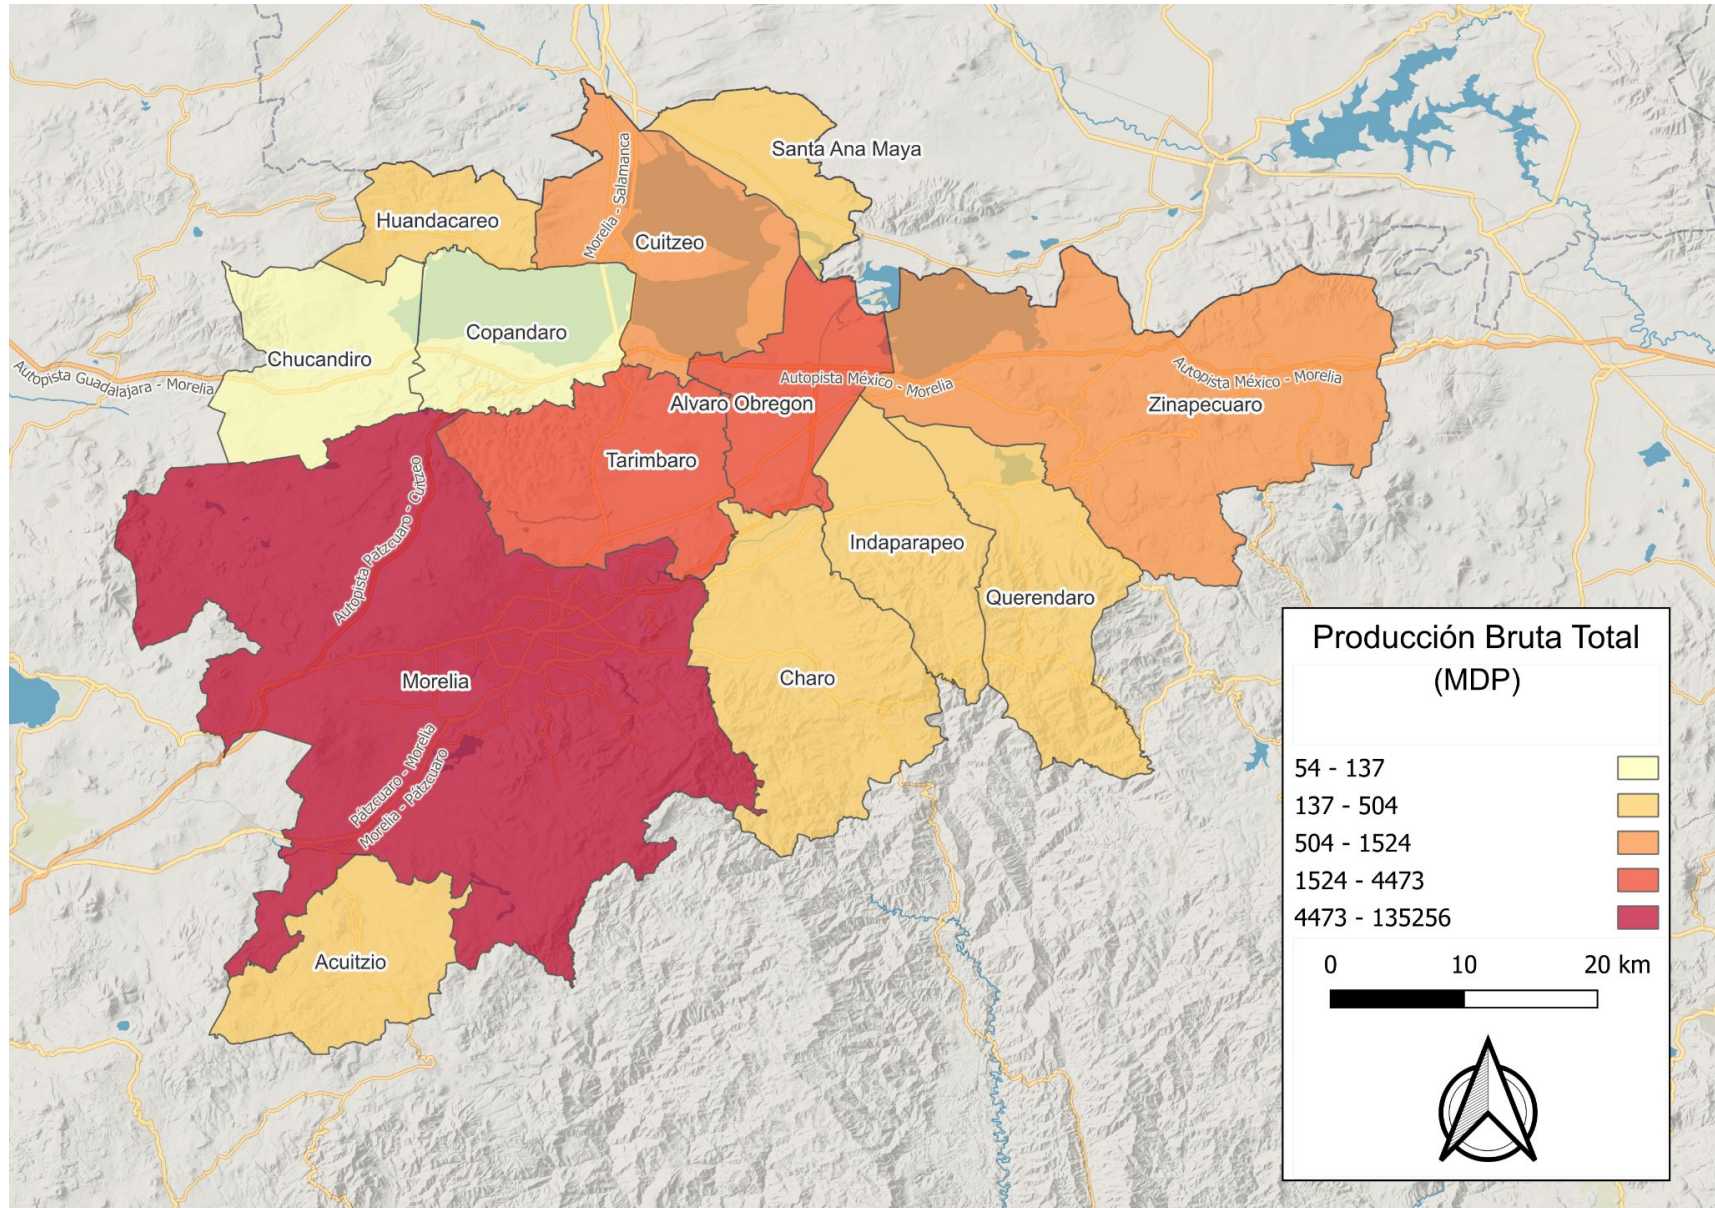 Santa Ana Maya
Morelia - Salamanca
Huandacareo
Cuitzeo
Copandaro
Chucandiro
Autopista Guadalajara - Morelia
Autopista México - Morelia
Autopista México - Morelia
Alvaro Obregon
Zinapecuaro
Tarimbaro
Autopista Patzcuaro - Cuitzeo
Indaparapeo
Querendaro
Morelia
Charo
Pátzcuaro - Morelia
Morelia - Pátzcuaro
Acuitzio
Producción Bruta Total
(MDP)
54 - 137
137 - 504
504 - 1524
1524 - 4473
4473 - 135256
0 10 20 km